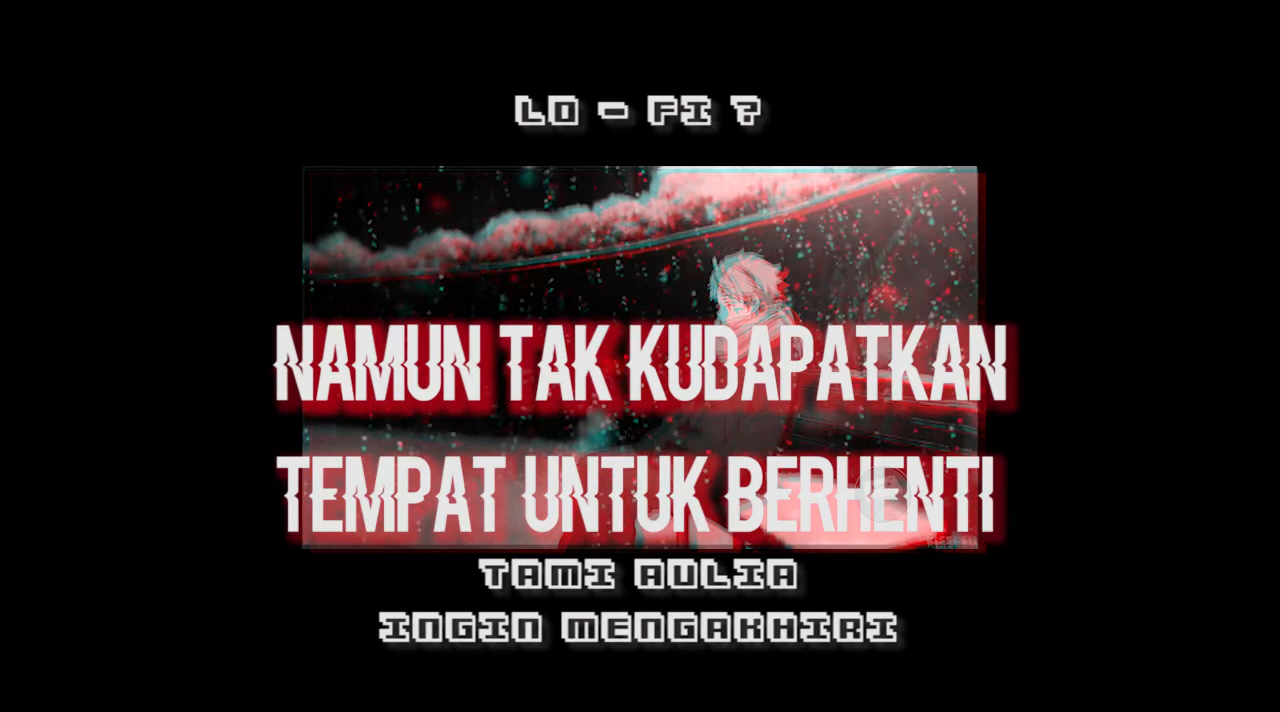 LO - FI ?
NAMUN TAK KUDAPATKAN
TEMPAT UNTUK BERHENTI
TAMI AULIA
INGIN MENGAKHIRI